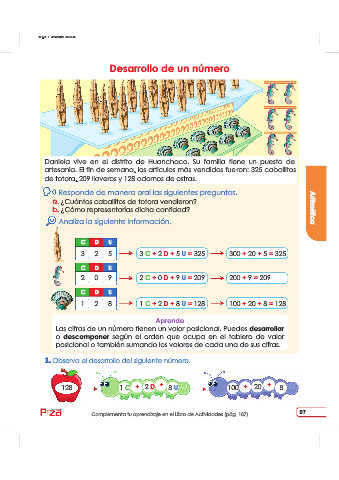 Desarrollo de un número
Daniela vive en el distrito de Huanchaco. Su familia tiene un puesto de
artesanía. El fin de semana, los artículos más vendidos fueron: 325 caballitos
de totora, 209 llaveros y 128 adornos de ostras.
Responde de manera oral las siguientes preguntas.
a. ¿Cuántos caballitos de totora vendieron?
b. ¿Cómo representarías dicha cantidad?
Analiza la siguiente información.
C D U
3 2 5 3 C + 2 D + 5 U = 325 300 + 20 + 5 = 325
C D U
2 0 9 2 C + 0 D + 9 U = 209 200 + 9 = 209
C D U
1 2 8 1 C + 2 D + 8 U = 128 100 + 20 + 8 = 128
Aprende
Las cifras de un número tienen un valor posicional. Puedes desarrollar
o descomponer según el orden que ocupa en el tablero de valor
posicional o también sumando los valores de cada una de sus cifras.
1. Observa el desarrollo del siguiente número.
128 1 C + 2 D + 8 U 100 + 20 + 8
Complementa tu aprendizaje en el Libro de Actividades (pág. 167)
Aritmética